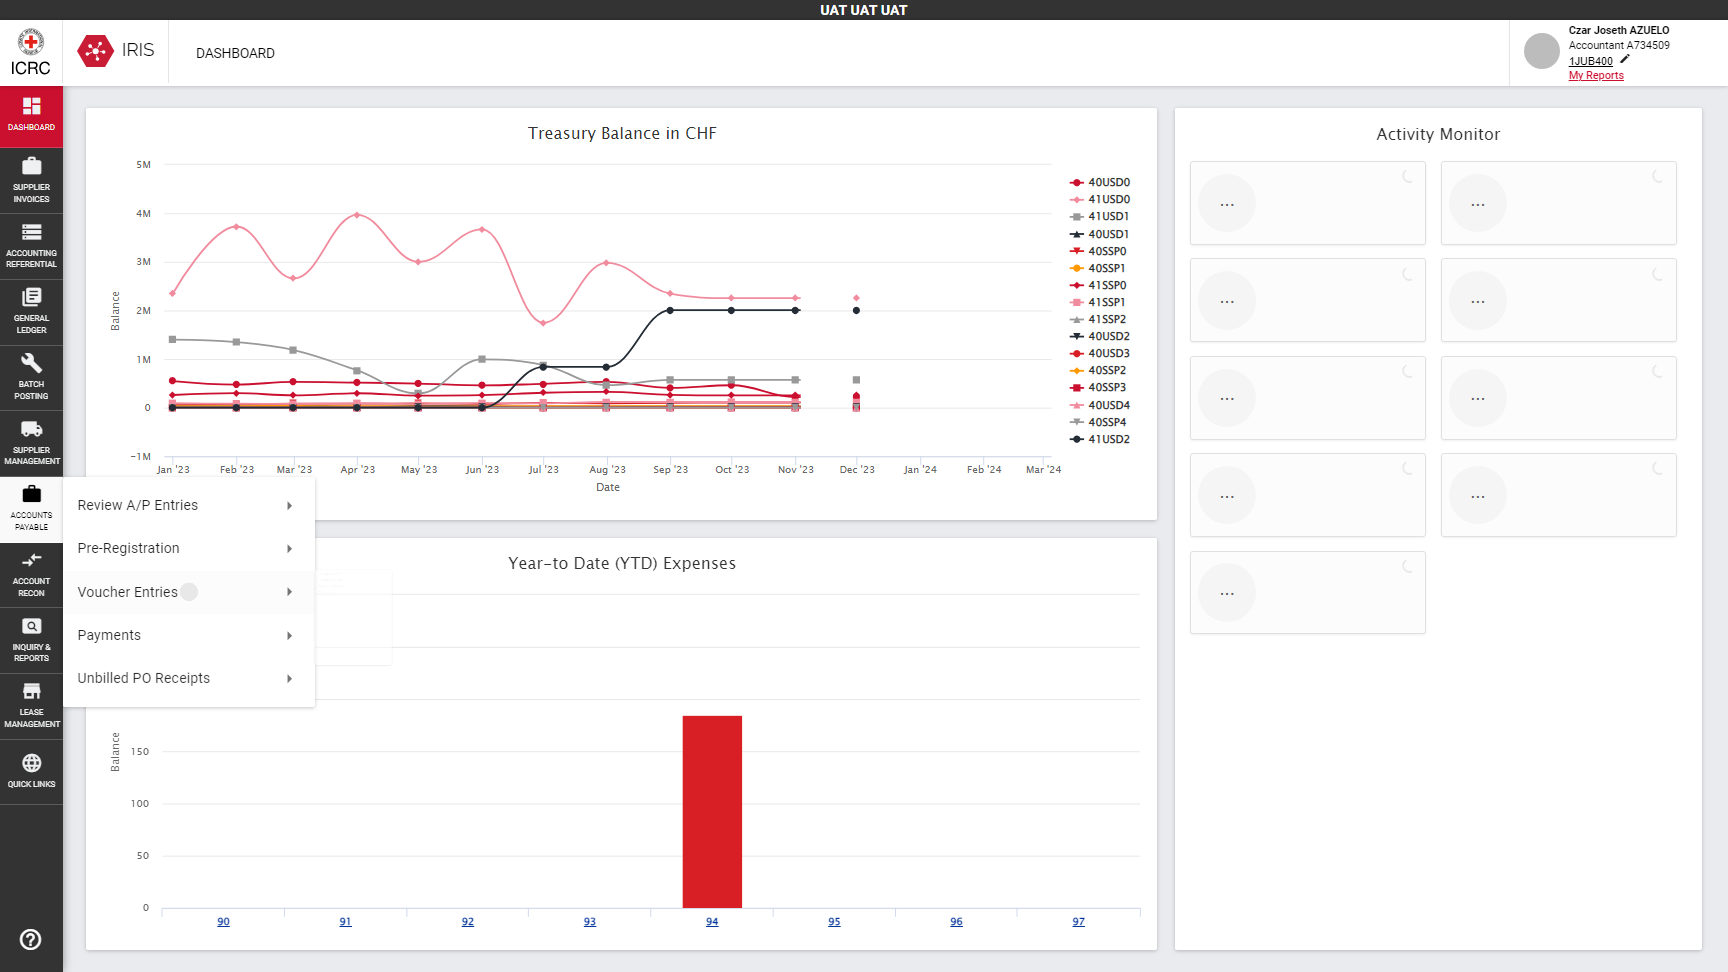 UAT UAT UAT
ICRC
IRIS
DASHBOARD
Czar Joseth AZUELO
Accountant A734509
1JUB400
My Reports
DASHBOARD
SUPPLIER
INVOICES
ACCOUNTING
REFERENTIAL
GENERAL
LEDGER
BATCH
POSTING
SUPPLIER
MANAGEMENT
ACCOUNTS
PAYABLE
ACCOUNT
RECON
INQUIRY &
REPORTS
LEASE
MANAGEMENT
QUICK LINKS
Treasury Balance in CHF
5M
4M
3M
2M
1M
0
−1M
Balance
Jan '23 Feb '23 Mar '23 Apr '23 May '23 Jun '23 Jul '23 Aug '23 Sep '23 Oct '23 Nov '23 Dec '23 Jan '24 Feb '24 Mar '24
Date
40USD0
41USD0
41USD1
40USD1
40SSP0
40SSP1
41SSP0
41SSP1
41SSP2
40USD2
40USD3
40SSP2
40SSP3
40USD4
40SSP4
41USD2
Review A/P Entries
Pre-Registration
Voucher Entries
Payments
Unbilled PO Receipts
Year-to Date (YTD) Expenses
Balance
150
100
50
0
90 91 92 93 94 95 96 97
Activity Monitor
... ...
... ...
... ...
... ...
...